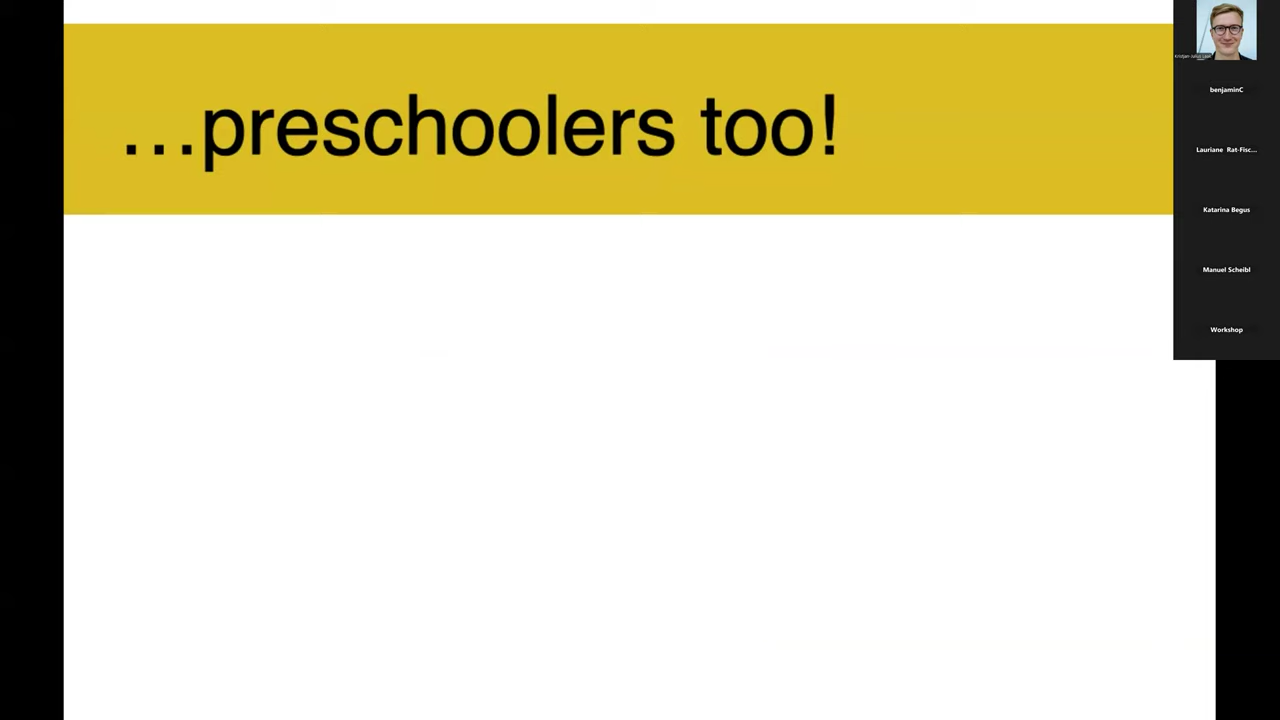 …preschoolers too!
benjaminC
Lauriane Rat-Fisc...
Katarina Begus
Manuel Scheibl
Workshop